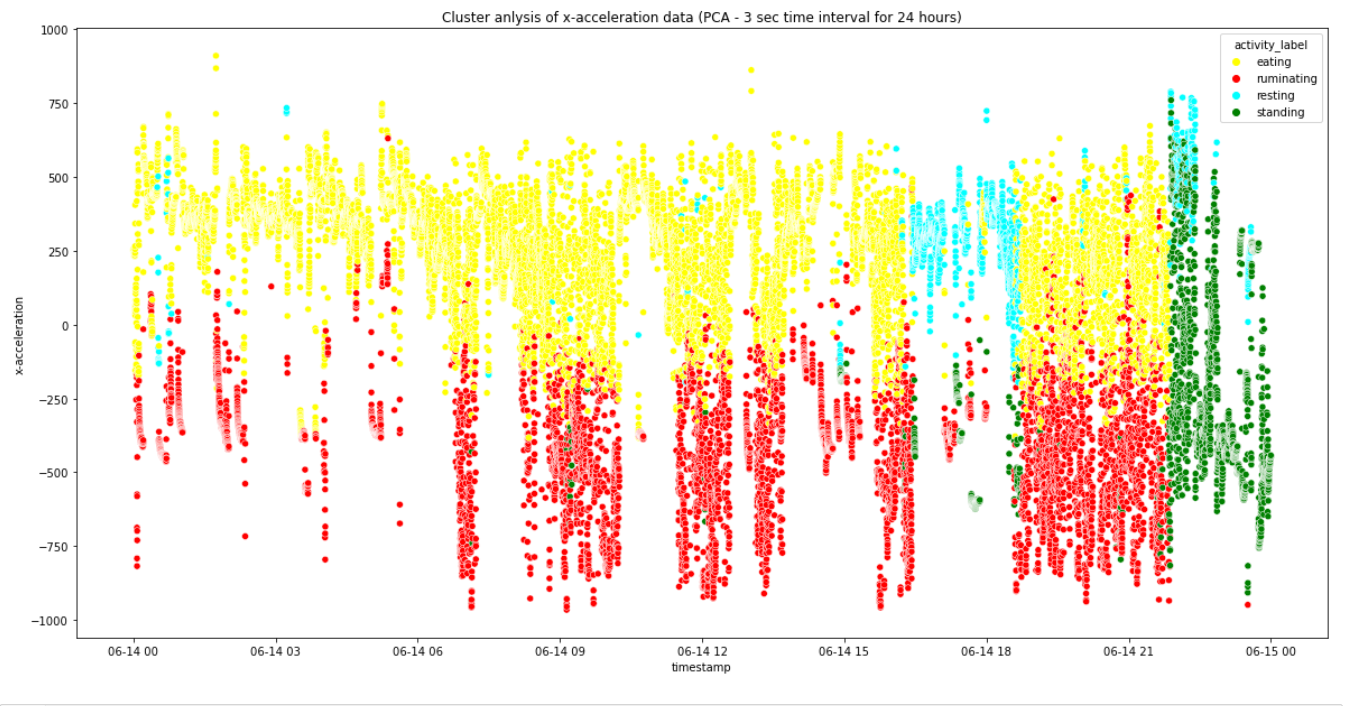 Cluster anlysis of x-acceleration data (PCA - 3 sec time interval for 24 hours)
1000
750
500
250
0
−250
−500
−750
−1000
x-acceleration
activity_label
eating
ruminating
resting
standing
06-14 00
06-14 03
06-14 06
06-14 09
06-14 12
06-14 15
06-14 18
06-14 21
06-15 00
timestamp